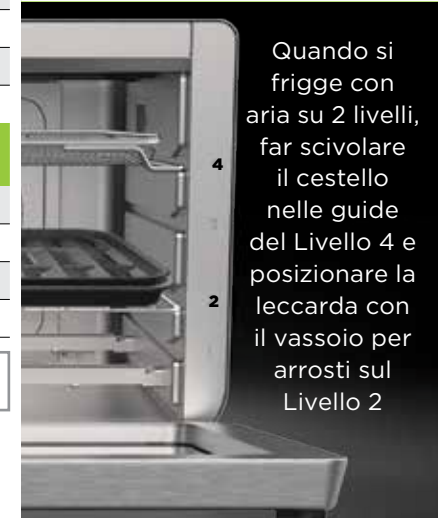 Quando si
frigge con
aria su 2 livelli,
far scivolare
il cestello
nelle guide
del Livello 4 e
posizionare la
leccarda con
il vassoio per
arrosti sul
Livello 2
4
2